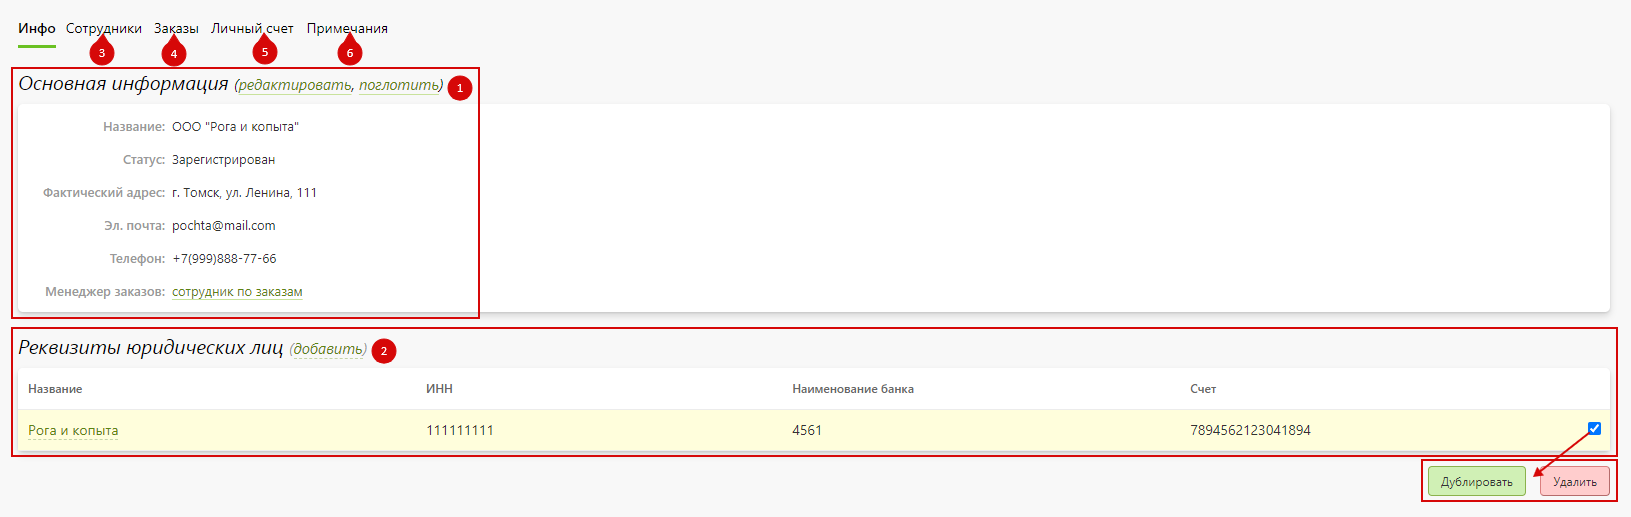 Инфо Сотрудники Заказы Личный счет Примечания
3 4 5 6
Основная информация (редактировать, поглотить) 1
Название: ООО "Рога и копыта"
Статус: Зарегистрирован
Фактический адрес: г. Томск, ул. Ленина, 111
Эл. почта: pochta@mail.com
Телефон: +7(999)888-77-66
Менеджер заказов: сотрудник по заказам
Реквизиты юридических лиц (добавить) 2
Название ИНН Наименование банка Счет
Рога и копыта 111111111 4561 7894562123041894
Дублировать Удалить